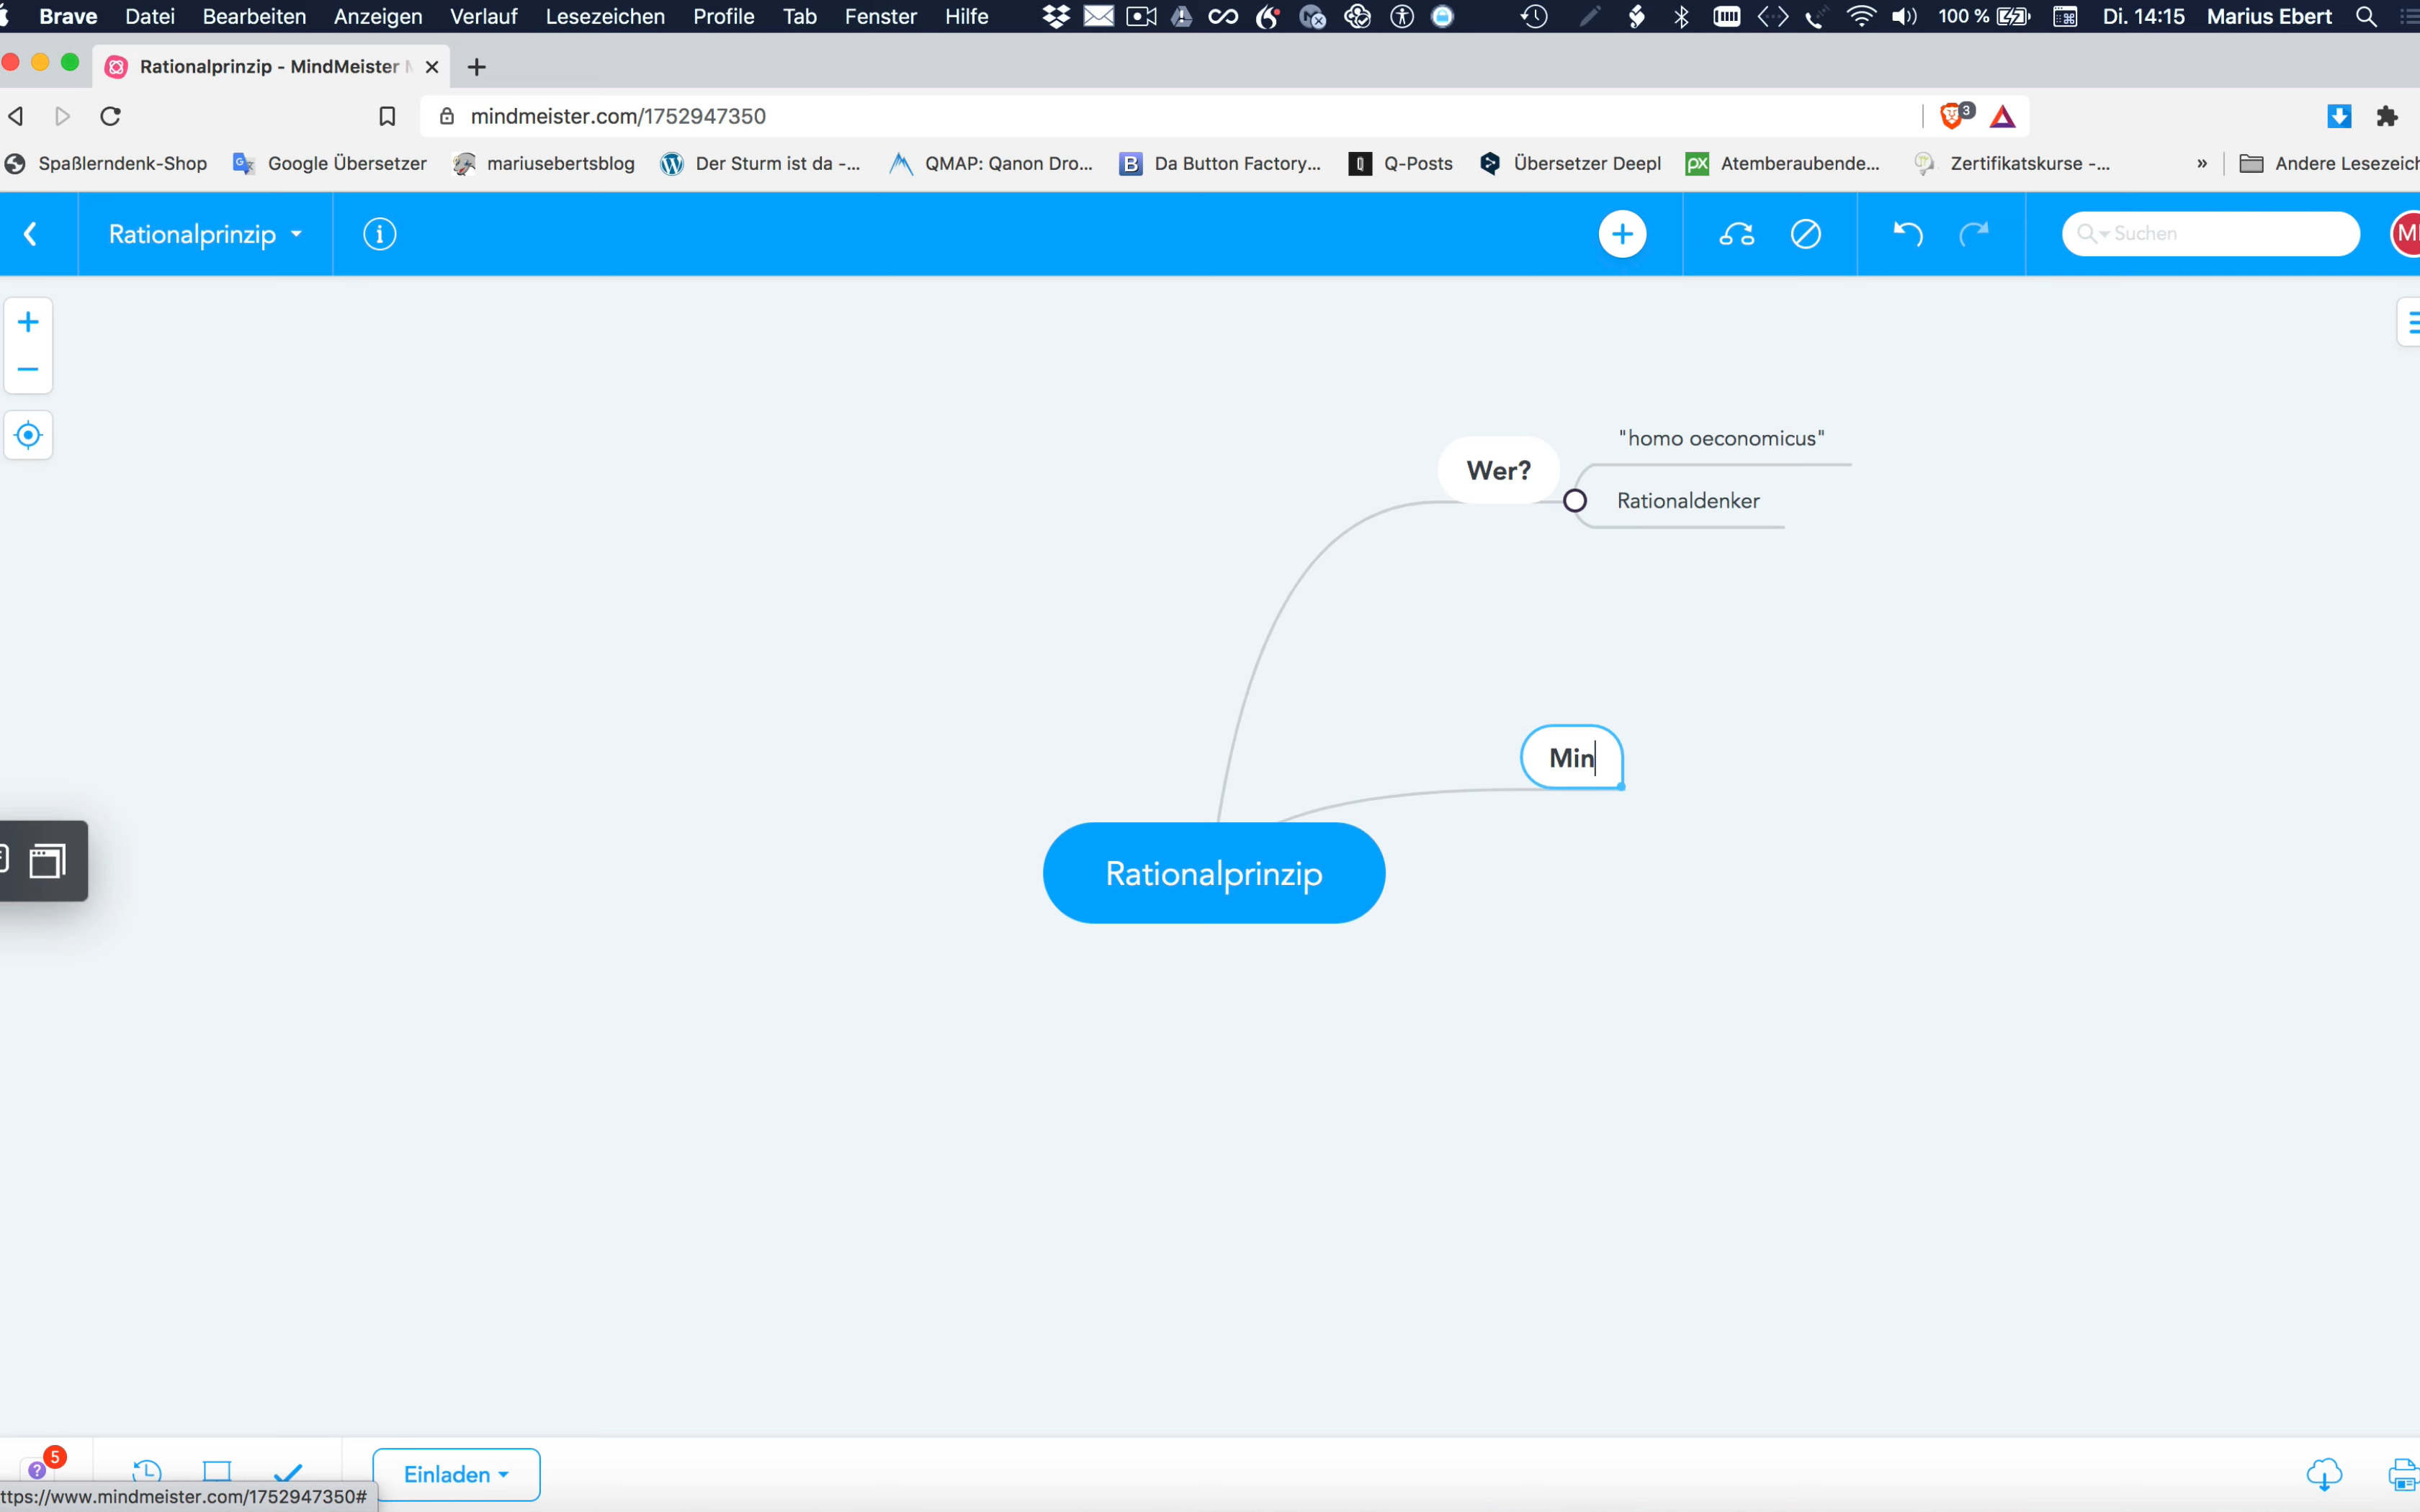 Brave Datei Bearbeiten Anzeigen Verlauf Lesezeichen Profile Tab Fenster Hilfe 100 % Di. 14:15 Marius Ebert
Rationalprinzip - MindMeister
mindmeister.com/1752947350 3
Spaßlerndenk-Shop Google Übersetzer mariusebertsblog Der Sturm ist da -... QMAP: Qanon Dro... B Da Button Factory... Q Q-Posts Übersetzer Deepl px Atemberaubende... Zertifikatskurse -... » Andere Lesezeich
Rationalprinzip Suchen
"homo oeconomicus"
Wer?
Rationaldenker
Min
Rationalprinzip
5
? Einladen
ttps://www.mindmeister.com/1752947350#